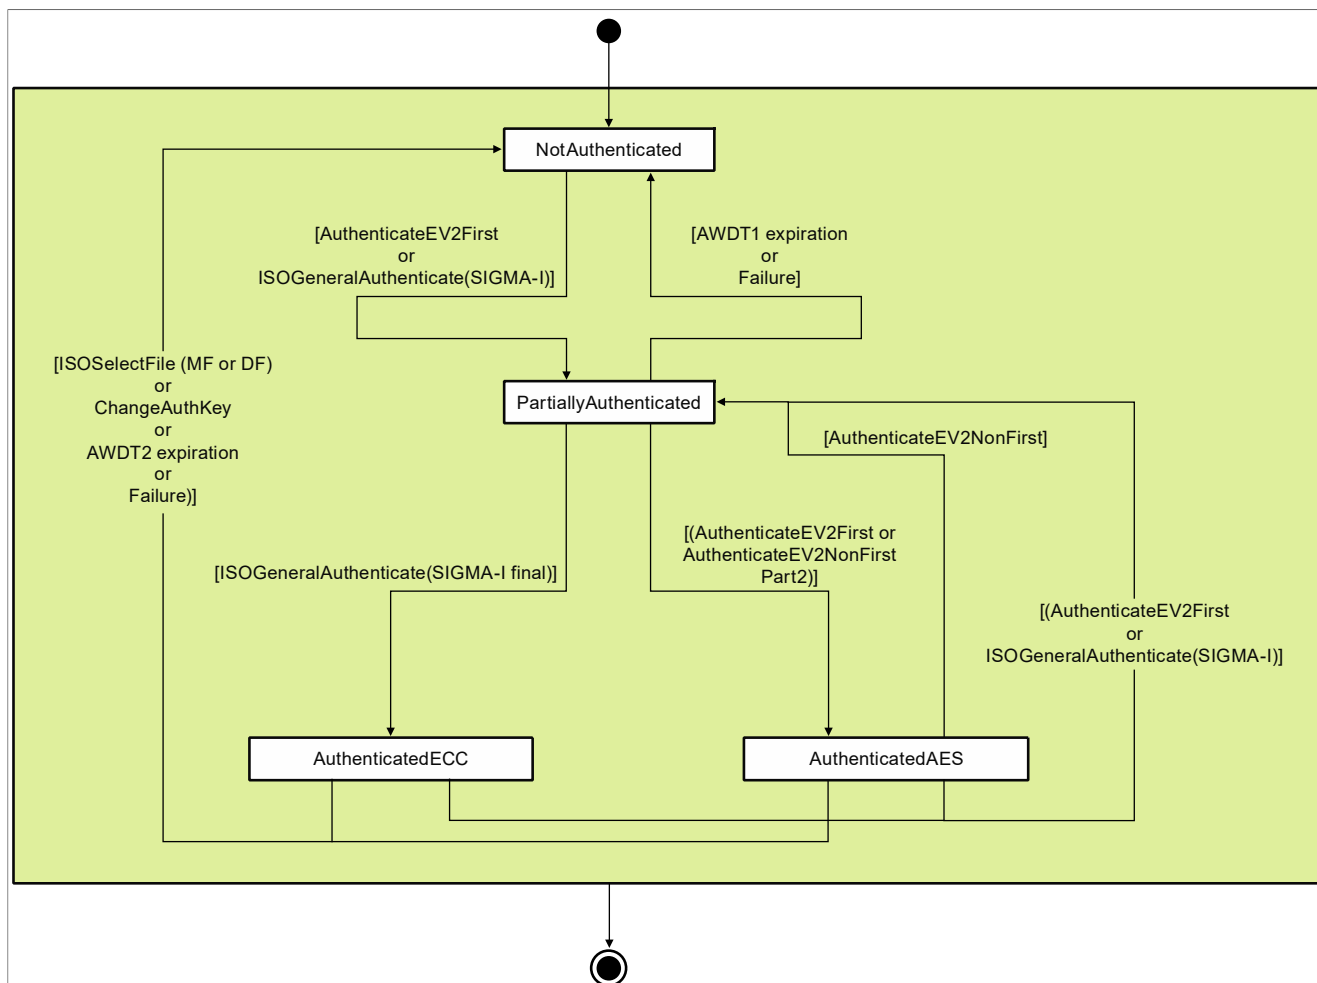 NotAuthenticated
[AuthenticateEV2First
or
ISOGeneralAuthenticate(SIGMA-I)]
[AWDT1 expiration
or
Failure]
[ISOSelectFile (MF or DF)
or
ChangeAuthKey
or
AWDT2 expiration
or
Failure)]
PartiallyAuthenticated
[AuthenticateEV2NonFirst]
[ISOGeneralAuthenticate(SIGMA-I final)]
[(AuthenticateEV2First or
AuthenticateEV2NonFirst
Part2)]
[(AuthenticateEV2First
or
ISOGeneralAuthenticate(SIGMA-I)]
AuthenticatedECC
AuthenticatedAES